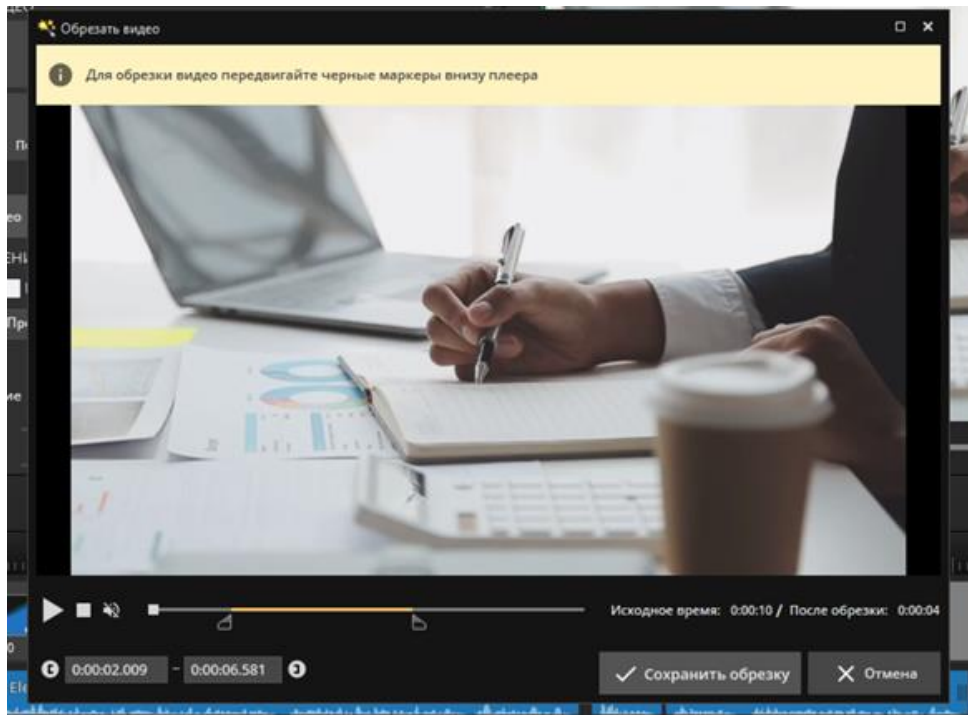 Обрезать видео
Для обрезки видео передвигайте черные маркеры внизу плеера
Исходное время: 0:00:10 / После обрезки: 0:00:04
0:00:02.009 – 0:00:06.581
Сохранить обрезку
Отмена